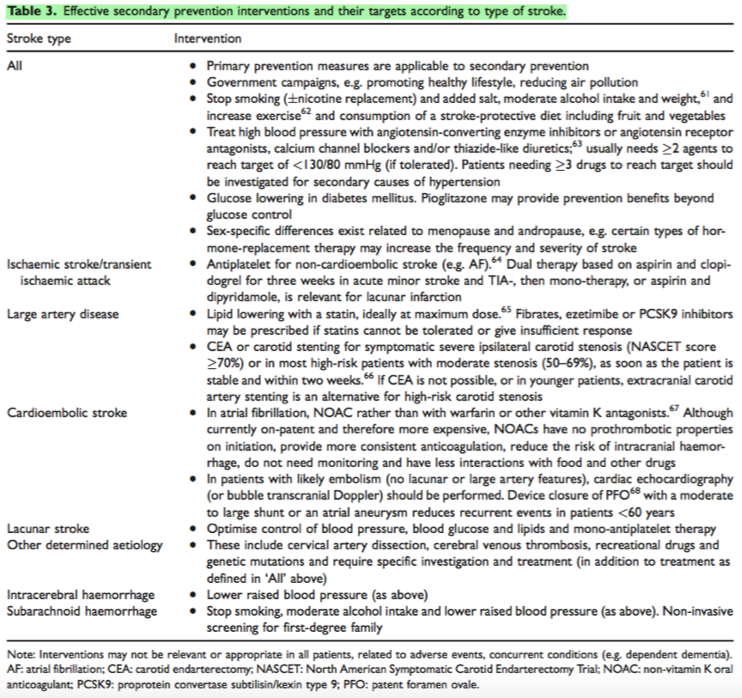 Table 3. Effective secondary prevention interventions and their targets according to type of stroke.
Stroke type Intervention
All • Primary prevention measures are applicable to secondary prevention
• Government campaigns, e.g. promoting healthy lifestyle, reducing air pollution
• Stop smoking (±nicotine replacement) and added salt, moderate alcohol intake and weight,61 and
increase exercise62 and consumption of a stroke-protective diet including fruit and vegetables
• Treat high blood pressure with angiotensin-converting enzyme inhibitors or angiotensin receptor
antagonists, calcium channel blockers and/or thiazide-like diuretics;63 usually needs ≥2 agents to
reach target of <130/80 mmHg (if tolerated). Patients needing ≥3 drugs to reach target should
be investigated for secondary causes of hypertension
• Glucose lowering in diabetes mellitus. Pioglitazone may provide prevention benefits beyond
glucose control
• Sex-specific differences exist related to menopause and andropause, e.g. certain types of hor-
mone-replacement therapy may increase the frequency and severity of stroke
Ischaemic stroke/transient • Antiplatelet for non-cardioembolic stroke (e.g. AF).64 Dual therapy based on aspirin and clopi-
ischaemic attack dogrel for three weeks in acute minor stroke and TIA-, then mono-therapy, or aspirin and
dipyridamole, is relevant for lacunar infarction
Large artery disease • Lipid lowering with a statin, ideally at maximum dose.65 Fibrates, ezetimibe or PCSK9 inhibitors
may be prescribed if statins cannot be tolerated or give insufficient response
• CEA or carotid stenting for symptomatic severe ipsilateral carotid stenosis (NASCET score
≥70%) or in most high-risk patients with moderate stenosis (50–69%), as soon as the patient is
stable and within two weeks.66 If CEA is not possible, or in younger patients, extracranial carotid
artery stenting is an alternative for high-risk carotid stenosis
Cardioembolic stroke • In atrial fibrillation, NOAC rather than with warfarin or other vitamin K antagonists.67 Although
currently on-patent and therefore more expensive, NOACs have no prothrombotic properties
on initiation, provide more consistent anticoagulation, reduce the risk of intracranial haemor-
rhage, do not need monitoring and have less interactions with food and other drugs
• In patients with likely embolism (no lacunar or large artery features), cardiac echocardiography
(or bubble transcranial Doppler) should be performed. Device closure of PFO68 with a moderate
to large shunt or an atrial aneurysm reduces recurrent events in patients <60 years
Lacunar stroke • Optimise control of blood pressure, blood glucose and lipids and mono-antiplatelet therapy
Other determined aetiology • These include cervical artery dissection, cerebral venous thrombosis, recreational drugs and
genetic mutations and require specific investigation and treatment (in addition to treatment as
defined in 'All' above)
Intracerebral haemorrhage • Lower raised blood pressure (as above)
Subarachnoid haemorrhage • Stop smoking, moderate alcohol intake and lower raised blood pressure (as above). Non-invasive
screening for first-degree family
Note: Interventions may not be relevant or appropriate in all patients, related to adverse events, concurrent conditions (e.g. dependent dementia).
AF: atrial fibrillation; CEA: carotid endarterectomy; NASCET: North American Symptomatic Carotid Endarterectomy Trial; NOAC: non-vitamin K oral
anticoagulant; PCSK9: proprotein convertase subtilisin/kexin type 9; PFO: patent foramen ovale.